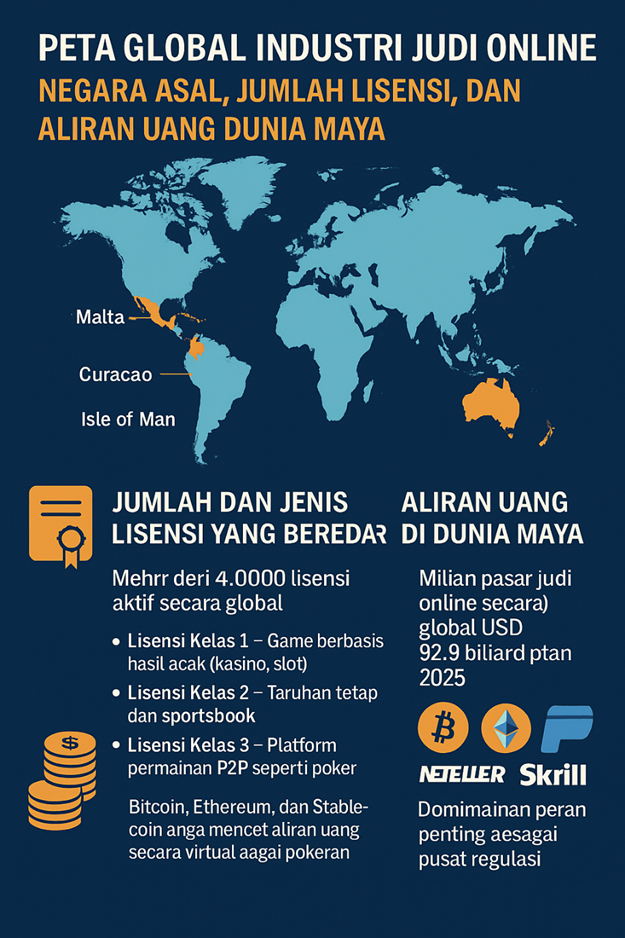 PETA GLOBAL INDUSTRI JUDI ONLINE
NEGARA ASAL, JUMLAH LISENSI, DAN
ALIRAN UANG DUNIA MAYA
Malta
Curacao
Isle of Man
JUMLAH DAN JENIS
LISENSI YANG BEREDAR
Mehrr deri 4.0000 lisensi
aktif secara global
• Lisensi Kelas 1 – Game berbasis
hasil acak (kasino, slot)
• Lisensi Kelas 2 – Taruhan tetap
dan sportsbook
• Lisensi Kelas 3 – Platform
permainan P2P seperti poker
Bitcoin, Ethereum, dan Stable-
coin anga mencet aliran uang
secara virtual aagai pokeran
ALIRAN UANG
DI DUNIA MAYA
Milian pasar judi
online secara)
global USD
92.9 biliard ptan
2025
NETELLER Skrill
Domimainan peran
penting aesagai
pusat regulasi